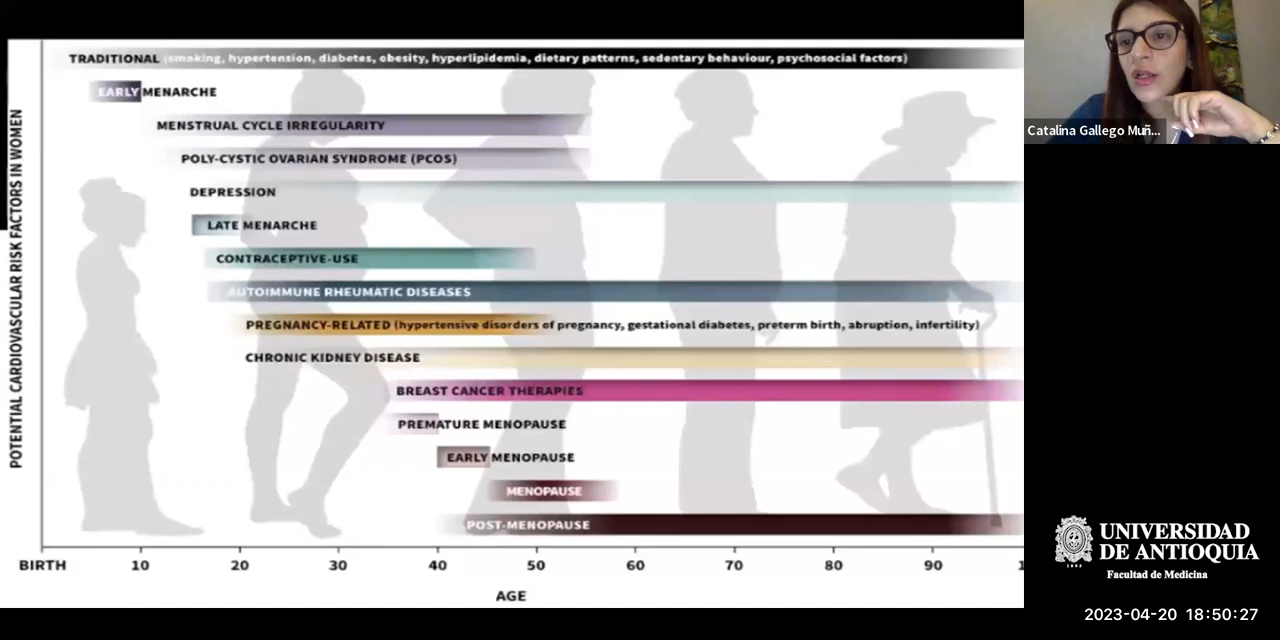 POTENTIAL CARDIOVASCULAR RISK FACTORS IN WOMEN
TRADITIONAL (smoking, hypertension, diabetes, obesity, hyperlipidemia, dietary patterns, sedentary behaviour, psychosocial factors)
EARLY MENARCHE
MENSTRUAL CYCLE IRREGULARITY
POLY-CYSTIC OVARIAN SYNDROME (PCOS)
DEPRESSION
LATE MENARCHE
CONTRACEPTIVE-USE
AUTOIMMUNE RHEUMATIC DISEASES
PREGNANCY-RELATED (hypertensive disorders of pregnancy, gestational diabetes, preterm birth, abruption, infertility)
CHRONIC KIDNEY DISEASE
BREAST CANCER THERAPIES
PREMATURE MENOPAUSE
EARLY MENOPAUSE
MENOPAUSE
POST-MENOPAUSE
BIRTH 10 20 30 40 50 60 70 80 90 1
AGE
Catalina Gallego Muñ...
UNIVERSIDAD
DE ANTIOQUIA
1803
Facultad de Medicina
2023-04-20 18:50:27